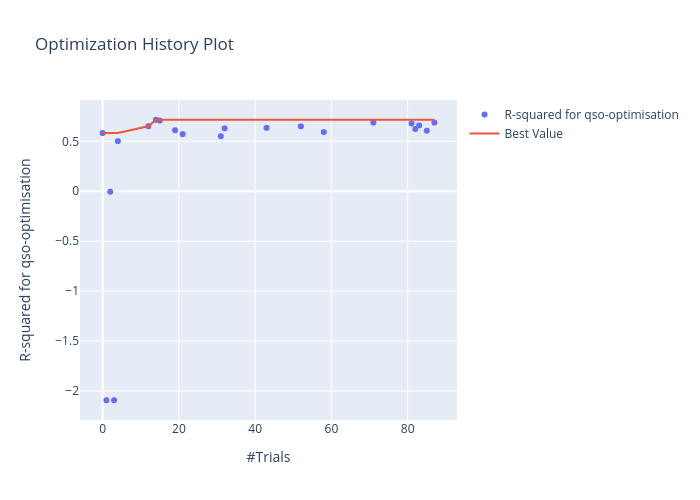 Optimization History Plot
R-squared for qso-optimisation
Best Value
R-squared for qso-optimisation
0.5
0
−0.5
−1
−1.5
−2
0 20 40 60 80
#Trials